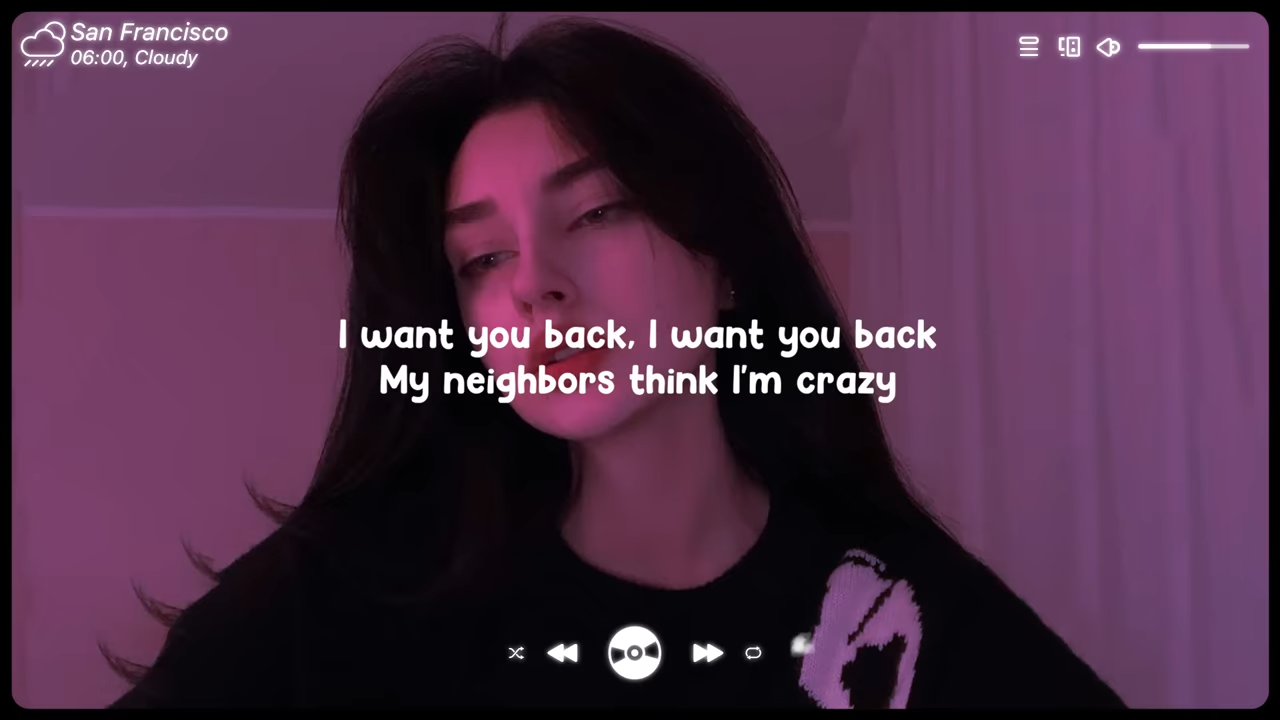 San Francisco
06:00, Cloudy
I want you back, I want you back
My neighbors think I'm crazy